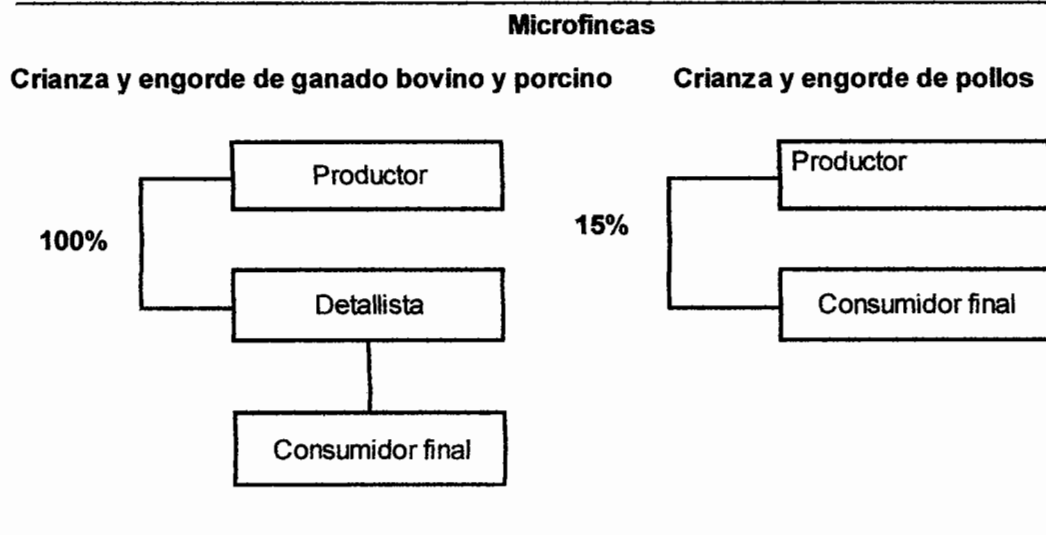 Microfincas
Crianza y engorde de ganado bovino y porcino
Crianza y engorde de pollos
Productor
100%
Detallista
Consumidor final
Productor
15%
Consumidor final